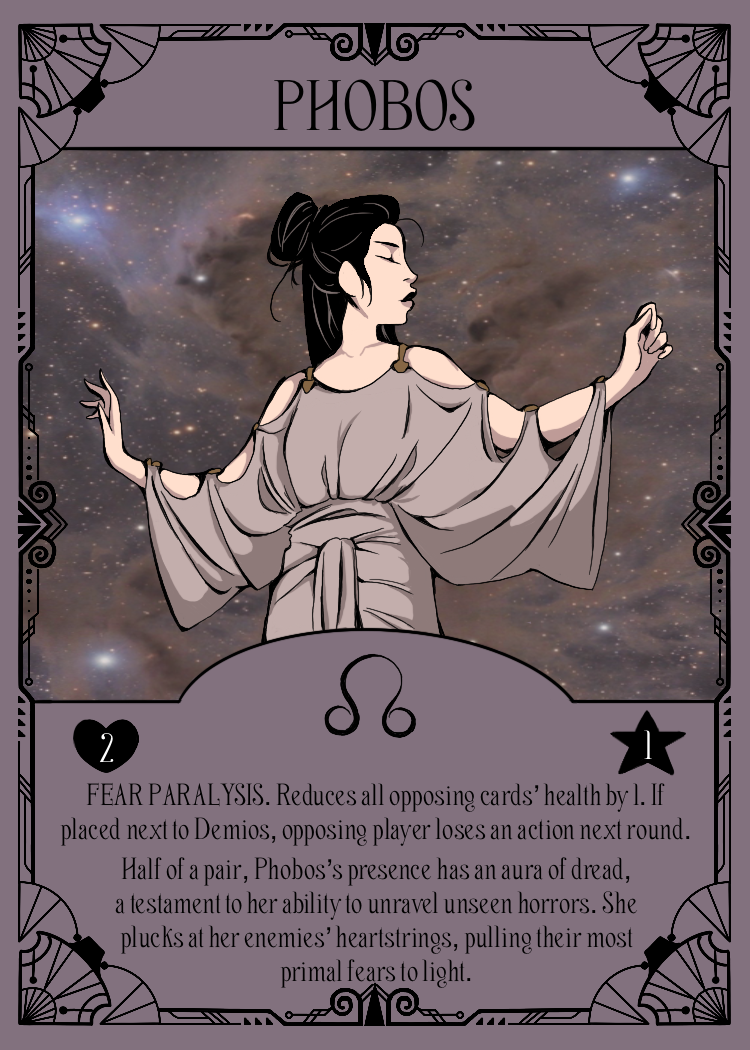 PHOBOS
2
1
FEAR PARALYSIS. Reduces all opposing cards' health by 1. If
placed next to Demios, opposing player loses an action next round.
Half of a pair, Phobos's presence has an aura of dread,
a testament to her ability to unravel unseen horrors. She
plucks at her enemies' heartstrings, pulling their most
primal fears to light.